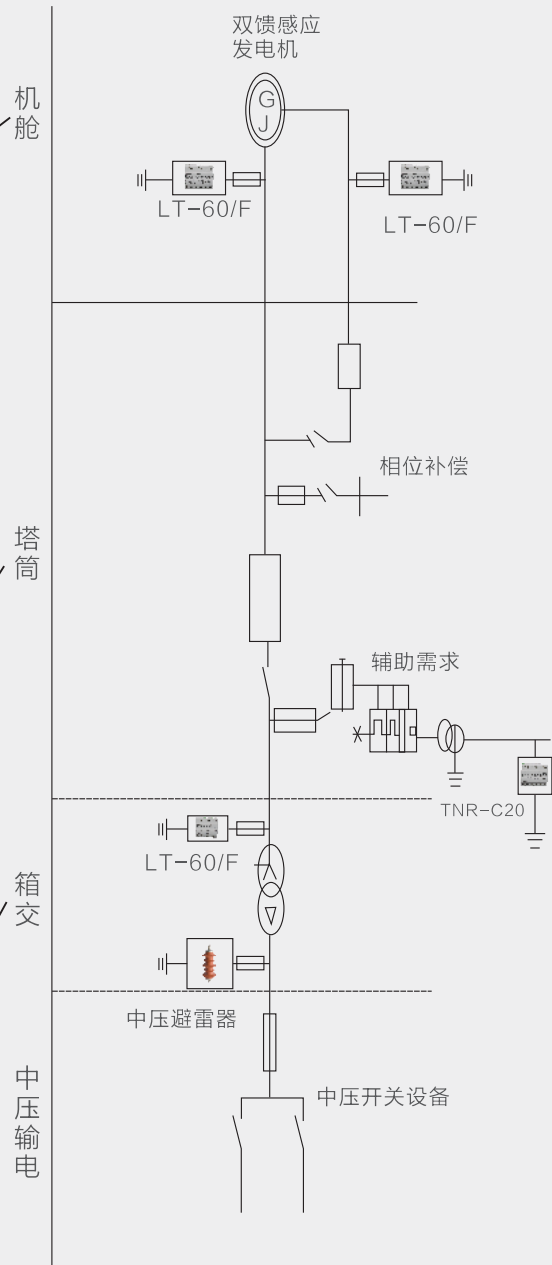 双馈感应
发电机
G
J
机舱
LT-60/F
LT-60/F
相位补偿
塔筒
辅助需求
TNR-C20
LT-60/F
箱交
中压避雷器
中压开关设备
中压输电